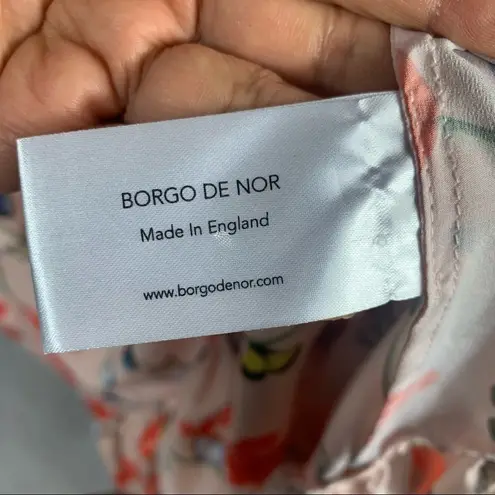 BORGO DE NOR
Made In England
www.borgodenor.com